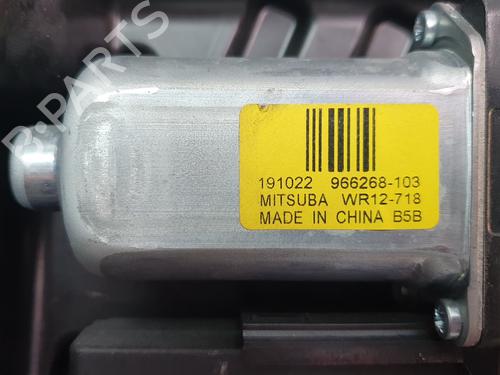 B-PARTS
191022 966268-103
MITSUBA WR12-718
MADE IN CHINA B5B